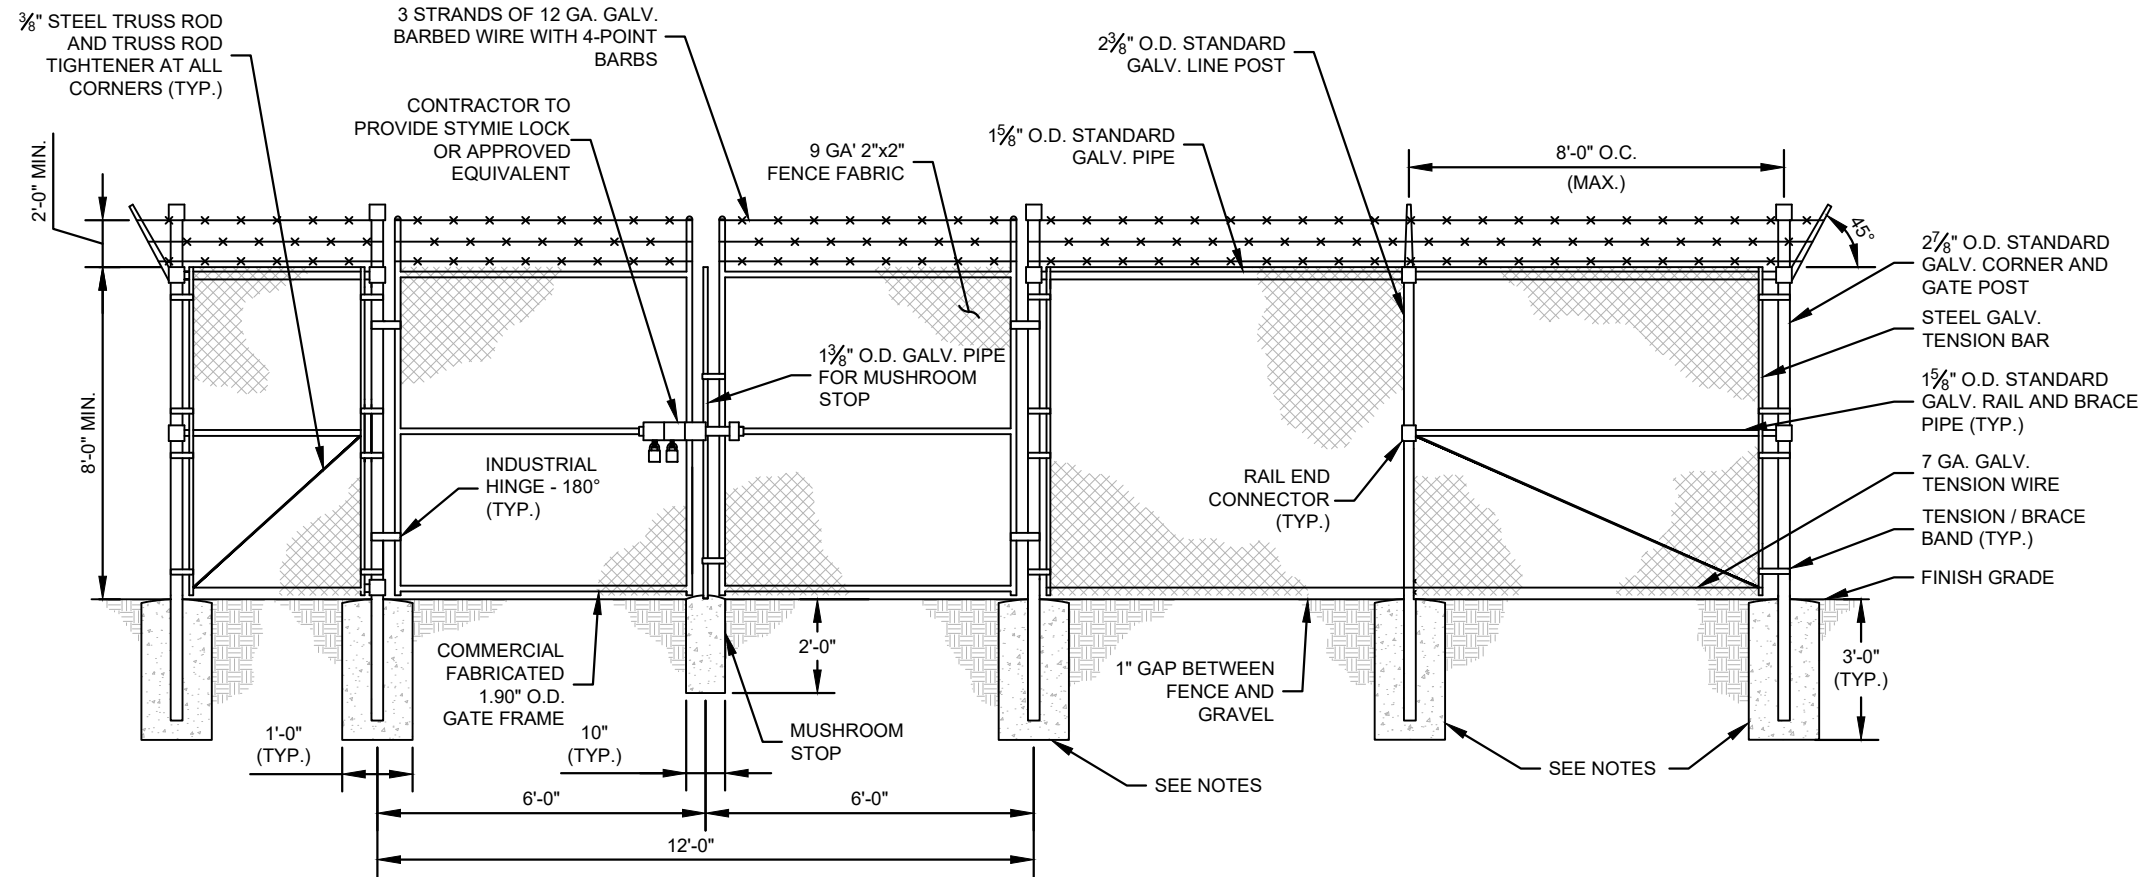 ⅜" STEEL TRUSS ROD
AND TRUSS ROD
TIGHTENER AT ALL
CORNERS (TYP.)
3 STRANDS OF 12 GA. GALV.
BARBED WIRE WITH 4-POINT
BARBS
CONTRACTOR TO
PROVIDE STYMIE LOCK
OR APPROVED
EQUIVALENT
9 GA' 2"x2"
FENCE FABRIC
2⅜" O.D. STANDARD
GALV. LINE POST
1⅝" O.D. STANDARD
GALV. PIPE
8'-0" O.C.
(MAX.)
2'-0" MIN.
45°
2⅞" O.D. STANDARD
GALV. CORNER AND
GATE POST
STEEL GALV.
TENSION BAR
1⅝" O.D. STANDARD
GALV. RAIL AND BRACE
PIPE (TYP.)
7 GA. GALV.
TENSION WIRE
TENSION / BRACE
BAND (TYP.)
FINISH GRADE
8'-0" MIN.
1⅜" O.D. GALV. PIPE
FOR MUSHROOM
STOP
INDUSTRIAL
HINGE - 180°
(TYP.)
RAIL END
CONNECTOR
(TYP.)
COMMERCIAL
FABRICATED
1.90" O.D.
GATE FRAME
2'-0"
1" GAP BETWEEN
FENCE AND
GRAVEL
3'-0"
(TYP.)
1'-0"
(TYP.)
10"
(TYP.)
MUSHROOM
STOP
SEE NOTES
SEE NOTES
6'-0"
6'-0"
12'-0"